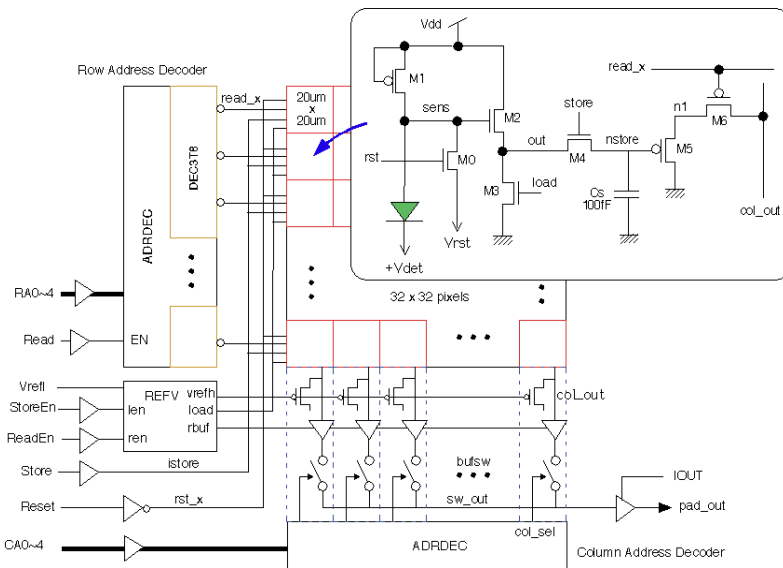 Vdd
M1
sens
M2
rst
M0
Vrst
+Vdet
out
M3
load
store
M4
nstore
Cs
100fF
M5
n1
M6
read_x
col_out
Row Address Decoder
read_x
20um
x
20um
DEC3T8
ADRDEC
RA0~4
Read
EN
32 x 32 pixels
Vrefl
REFV
vrefh
StoreEn
len
load
rbuf
ReadEn
ren
col_out
Store
istore
Reset
rst_x
bufsw
sw_out
IOUT
pad_out
CA0~4
ADRDEC
col_sel
Column Address Decoder